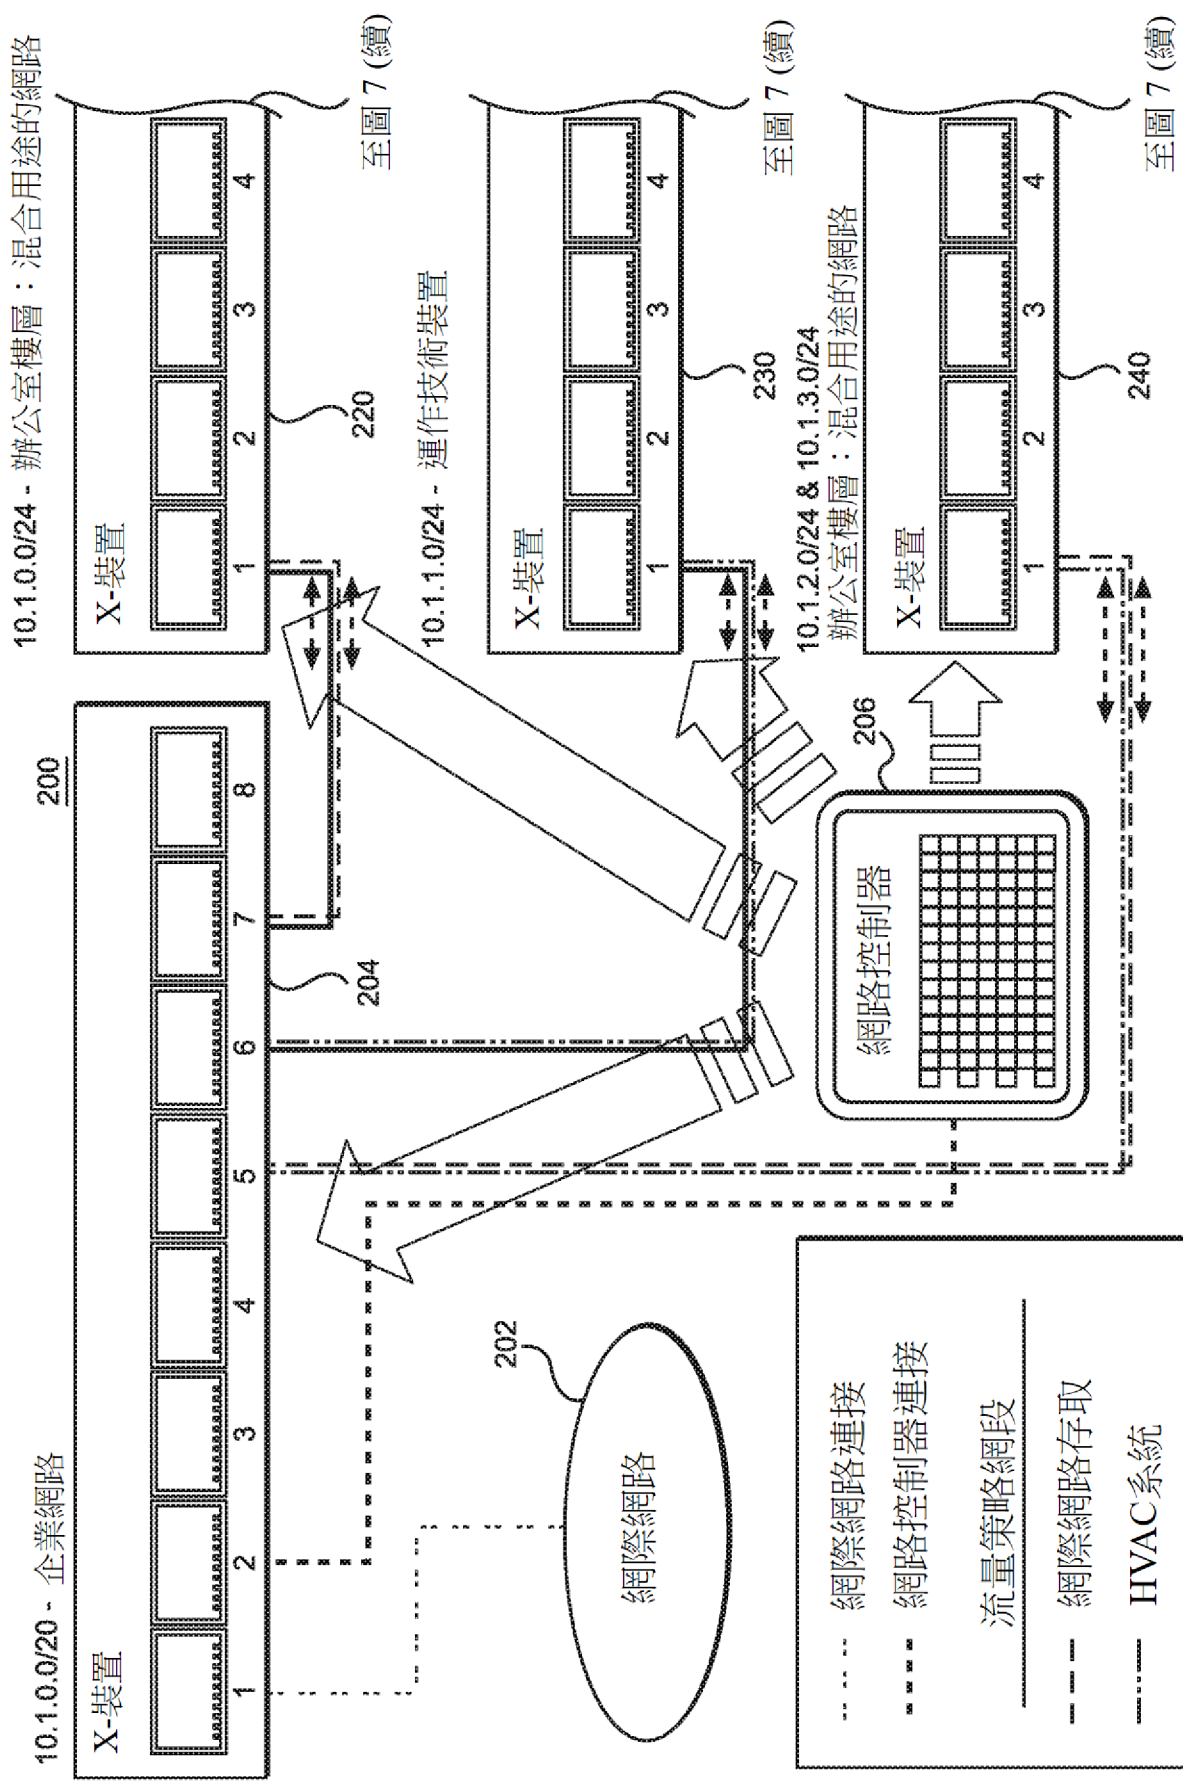 200
10.1.0.0/20 - 企業網路
X-裝置
1 2 3 4 5 6 7 8
204
10.1.0.0/24 - 辦公室樓層：混合用途的網路
X-裝置
1 2 3 4
220
至圖 7 (續)
10.1.1.0/24 - 運作技術裝置
X-裝置
1 2 3 4
230
至圖 7 (續)
10.1.2.0/24 & 10.1.3.0/24
辦公室樓層：混合用途的網路
X-裝置
1 2 3 4
240
至圖 7 (續)
202
網際網路
206
網路控制器
網際網路連接
網路控制器連接
流量策略網段
網際網路存取
HVAC系統